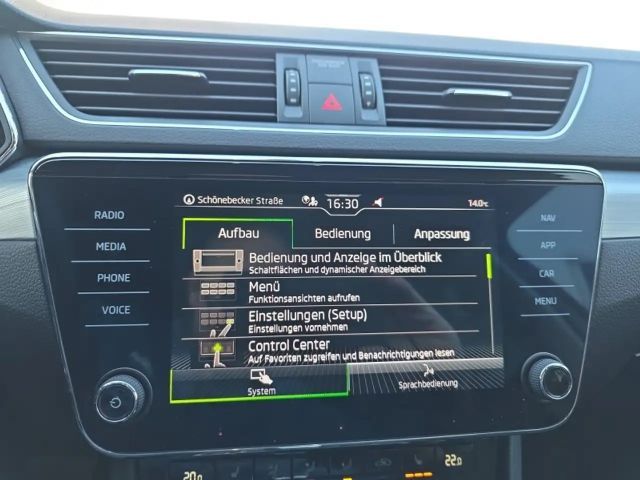 Schönebecker Straße 16:30 14.0°C
RADIO
MEDIA
PHONE
VOICE
Aufbau Bedienung Anpassung
Bedienung und Anzeige im Überblick
Schaltflächen und dynamischer Anzeigebereich
Menü
Funktionsansichten aufrufen
Einstellungen (Setup)
Einstellungen vornehmen
Control Center
Auf Favoriten zugreifen und Benachrichtigungen lesen
System Sprachbedienung
NAV
APP
CAR
MENU
20.0 22.0